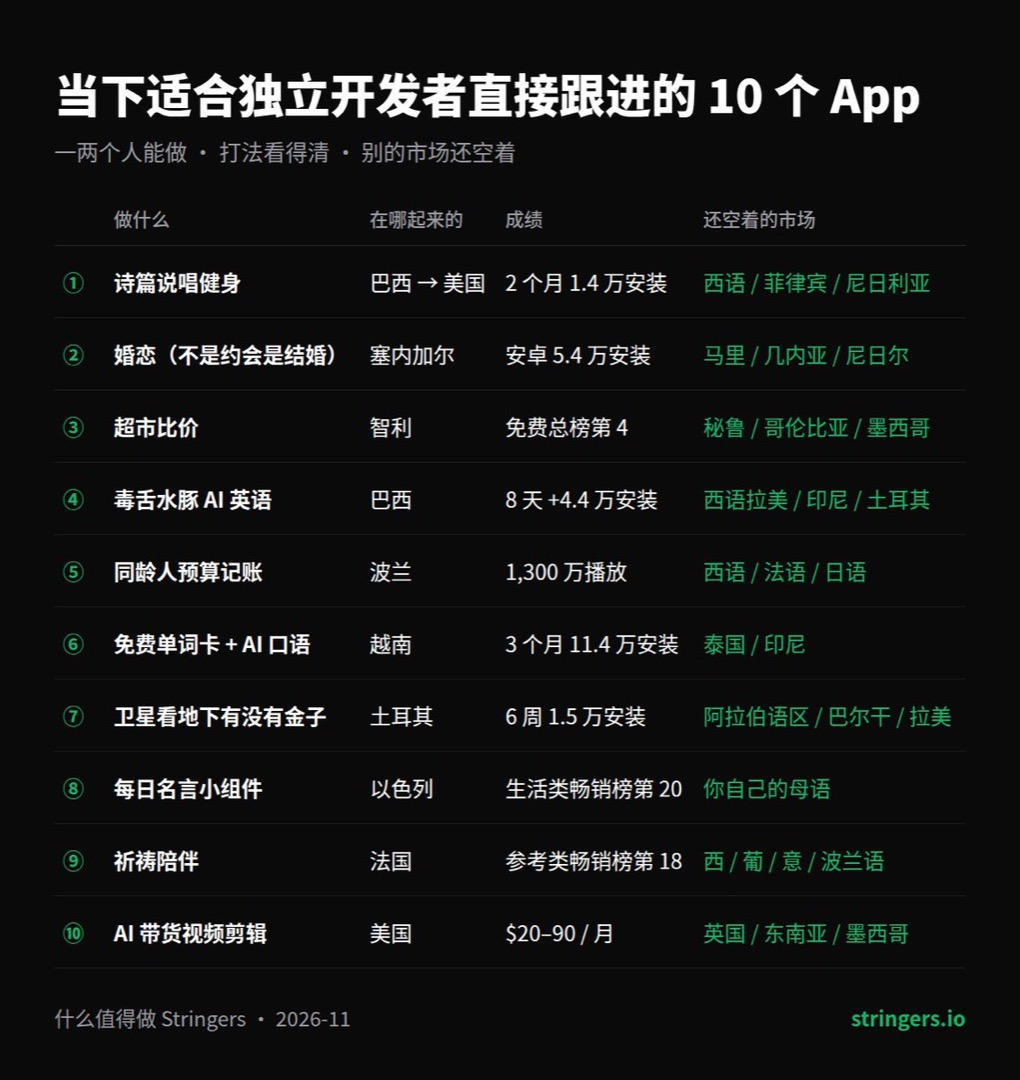 当下适合独立开发者直接跟进的 10 个 App
一两个人能做 · 打法看得清 · 别的市场还空着
做什么 在哪起来的 成绩 还空着的市场
① 诗篇说唱健身 巴西 → 美国 2 个月 1.4 万安装 西语 / 菲律宾 / 尼日利亚
② 婚恋（不是约会是结婚） 塞内加尔 安卓 5.4 万安装 马里 / 几内亚 / 尼日尔
③ 超市比价 智利 免费总榜第 4 秘鲁 / 哥伦比亚 / 墨西哥
④ 毒舌水豚 AI 英语 巴西 8 天 +4.4 万安装 西语拉美 / 印尼 / 土耳其
⑤ 同龄人预算记账 波兰 1,300 万播放 西语 / 法语 / 日语
⑥ 免费单词卡 + AI 口语 越南 3 个月 11.4 万安装 泰国 / 印尼
⑦ 卫星看地下有没有金子 土耳其 6 周 1.5 万安装 阿拉伯语区 / 巴尔干 / 拉美
⑧ 每日名言小组件 以色列 生活类畅销榜第 20 你自己的母语
⑨ 祈祷陪伴 法国 参考类畅销榜第 18 西 / 葡 / 意 / 波兰语
⑩ AI 带货视频剪辑 美国 $20–90 / 月 英国 / 东南亚 / 墨西哥
什么值得做 Stringers · 2026-11 stringers.io